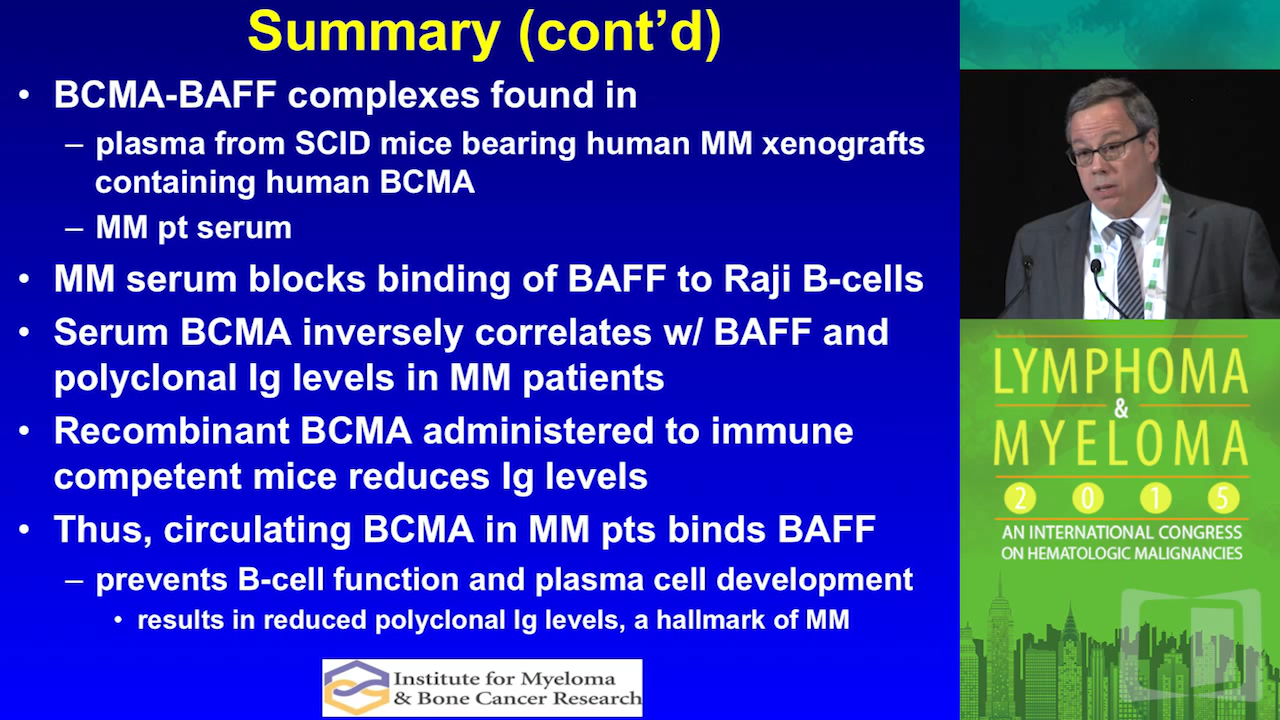 Summary (cont’d)
• BCMA-BAFF complexes found in
– plasma from SCID mice bearing human MM xenografts
containing human BCMA
– MM pt serum
• MM serum blocks binding of BAFF to Raji B-cells
• Serum BCMA inversely correlates w/ BAFF and
polyclonal Ig levels in MM patients
• Recombinant BCMA administered to immune
competent mice reduces Ig levels
• Thus, circulating BCMA in MM pts binds BAFF
– prevents B-cell function and plasma cell development
• results in reduced polyclonal Ig levels, a hallmark of MM
Institute for Myeloma
& Bone Cancer Research
LYMPHOMA
&
MYELOMA
2 0 1 5
AN INTERNATIONAL CONGRESS
ON HEMATOLOGIC MALIGNANCIES